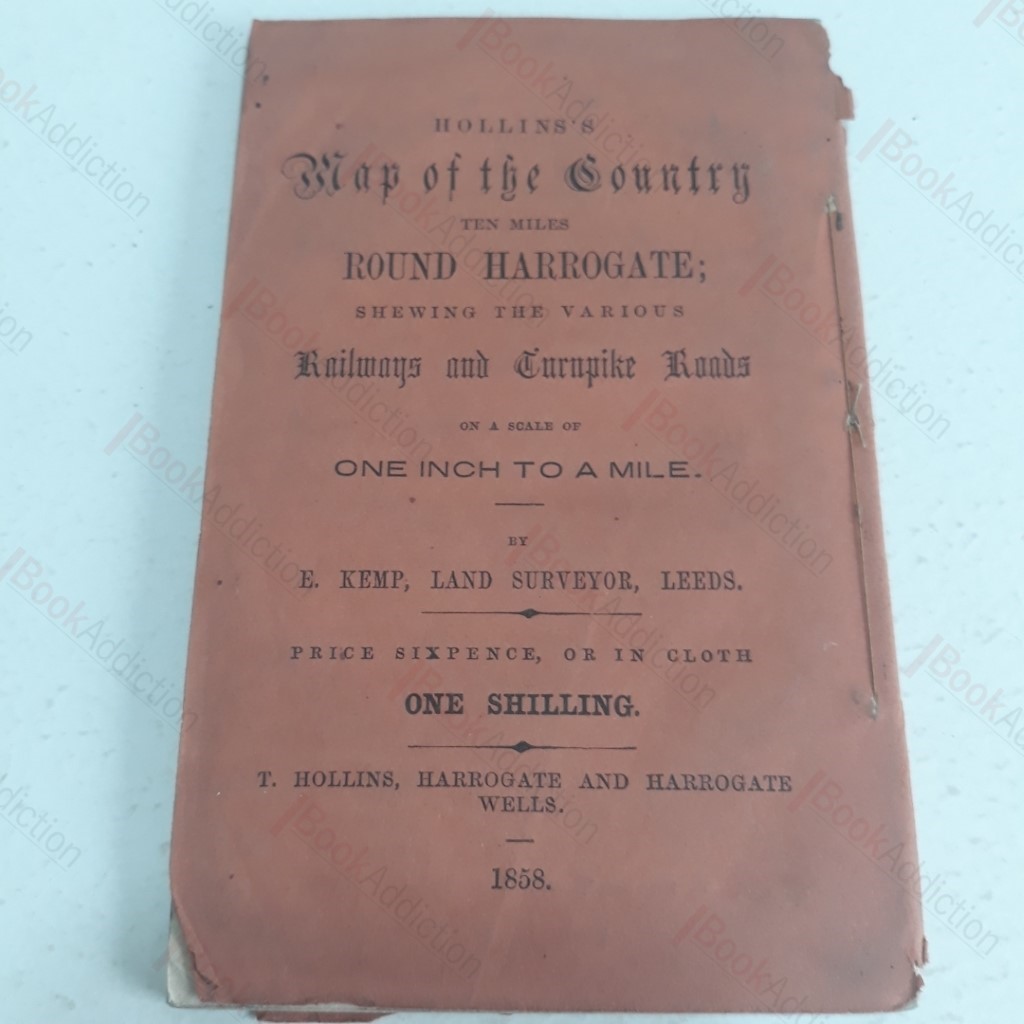 HOLLINS'S
Map of the Country
TEN MILES
ROUND HARROGATE;
SHEWING THE VARIOUS
Railways and Turnpike Roads
ON A SCALE OF
ONE INCH TO A MILE.
BY
E. KEMP, LAND SURVEYOR, LEEDS.
PRICE SIXPENCE, OR IN CLOTH
ONE SHILLING.
T. HOLLINS, HARROGATE AND HARROGATE
WELLS.
1858.
BookAddiction